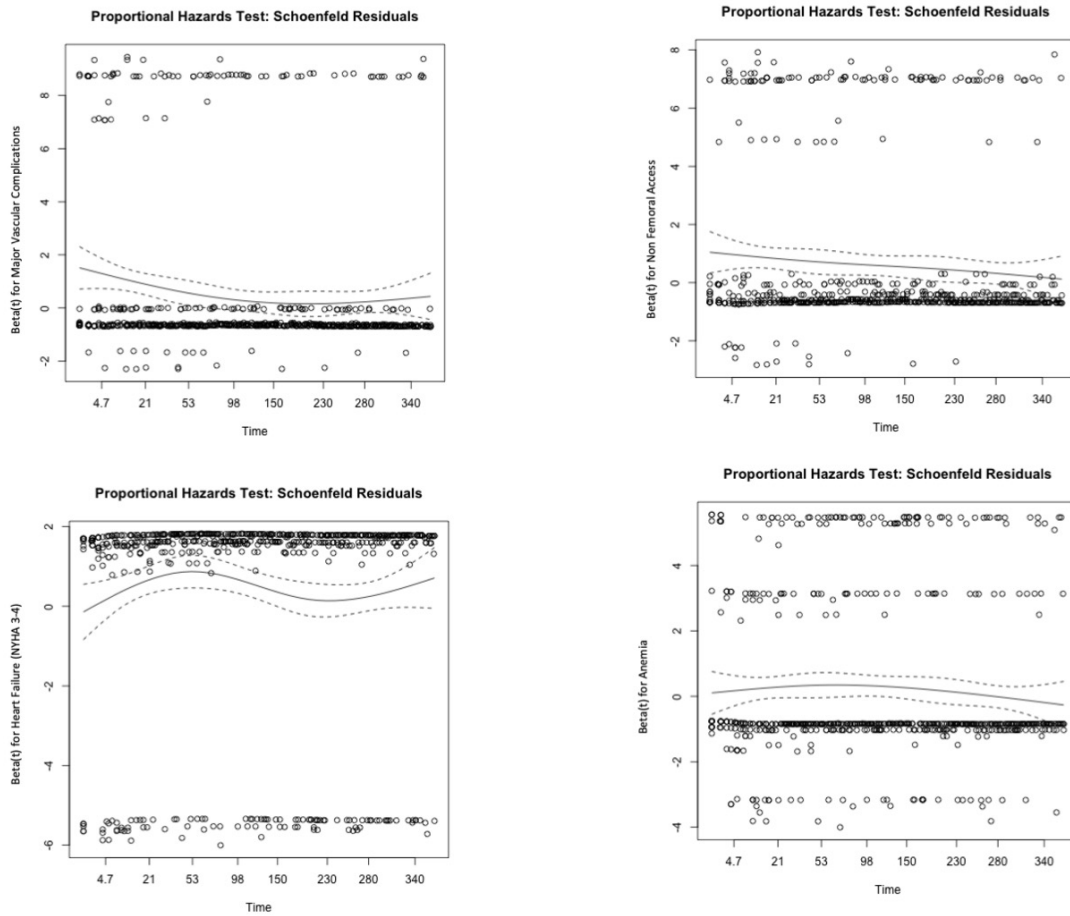 Proportional Hazards Test: Schoenfeld Residuals
Beta(t) for Major Vascular Complications
8
6
4
2
0
-2
4.7 21 53 98 150 230 280 340
Time
Proportional Hazards Test: Schoenfeld Residuals
Beta(t) for Non Femoral Access
8
6
4
2
0
-2
4.7 21 53 98 150 230 280 340
Time
Proportional Hazards Test: Schoenfeld Residuals
Beta(t) for Heart Failure (NYHA 3-4)
2
0
-2
-4
-6
4.7 21 53 98 150 230 280 340
Time
Proportional Hazards Test: Schoenfeld Residuals
Beta(t) for Anemia
4
2
0
-2
-4
4.7 21 53 98 150 230 280 340
Time